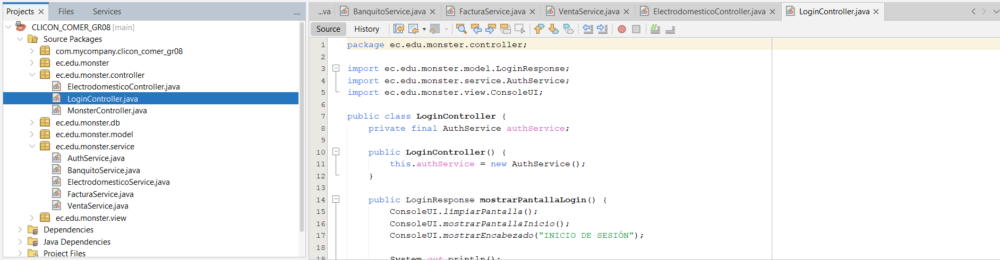 Projects
Files
Services
CLICON_COMER_GR08 [main]
Source Packages
com.mycompany.clicon_comer_gr08
ec.edu.monster
ec.edu.monster.controller
ElectrodomesticoController.java
LoginController.java
MonsterController.java
ec.edu.monster.db
ec.edu.monster.model
ec.edu.monster.service
AuthService.java
BanquitoService.java
ElectrodomesticoService.java
FacturaService.java
VentaService.java
ec.edu.monster.view
Dependencies
Java Dependencies
Project Files
...va
BanquitoService.java
FacturaService.java
VentaService.java
ElectrodomesticoController.java
LoginController.java
Source
History
1 package ec.edu.monster.controller;
2
3 import ec.edu.monster.model.LoginResponse;
4 import ec.edu.monster.service.AuthService;
5 import ec.edu.monster.view.ConsoleUI;
6
7 public class LoginController {
8 private final AuthService authService;
9
10 public LoginController() {
11 this.authService = new AuthService();
12 }
13
14 public LoginResponse mostrarPantallaLogin() {
15 ConsoleUI.limpiarPantalla();
16 ConsoleUI.mostrarPantallaInicio();
17 ConsoleUI.mostrarEncabezado("INICIO DE SESIÓN");
18
19 System.out.println();